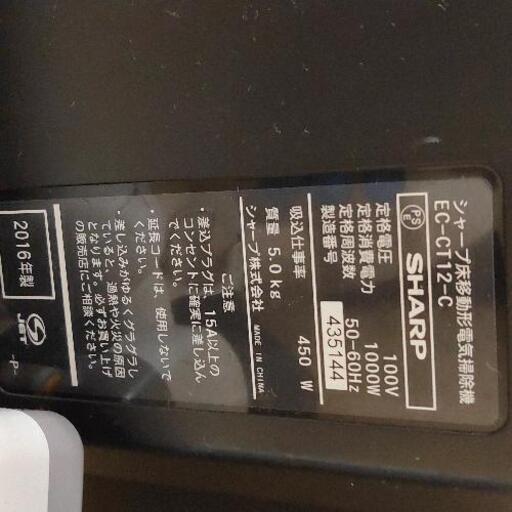 シャープ床移動形電気掃除機
EC-CT12-C
PS
E
SHARP
定格電圧 100V
定格消費電力 1000W
定格周波数 50-60Hz
製造番号 435144
吸込仕事率 450 W
質量 5.0kg
シャープ株式会社 MADE IN CHINA
ご注意
・差込プラグは、15A以上の
コンセントに確実に差し込ん
でください。
・延長コードは、使用しないで
ください。
・差し込みがゆるくグラグラし
ていると、過熱や火災の原因
となります。必ずお買い上げ
の販売店にご相談ください。
2016年製
S
JET
-P-